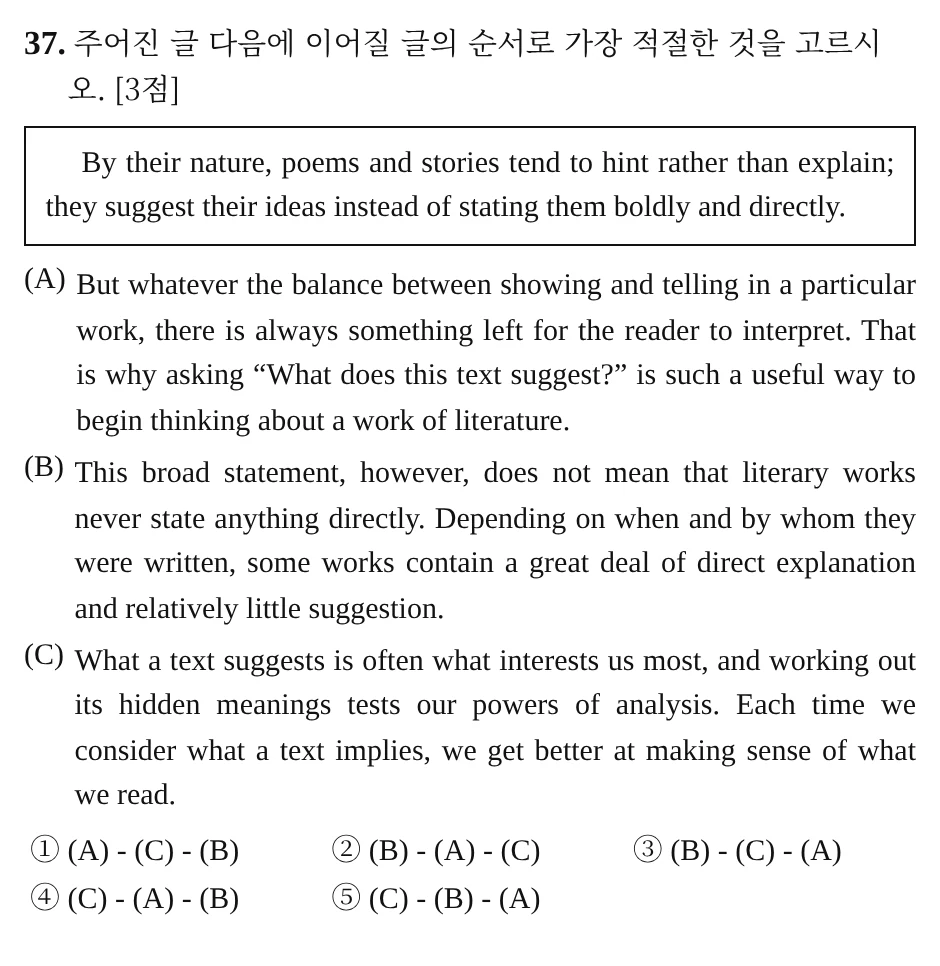 37. 주어진 글 다음에 이어질 글의 순서로 가장 적절한 것을 고르시
오. [3점]
By their nature, poems and stories tend to hint rather than explain;
they suggest their ideas instead of stating them boldly and directly.
(A) But whatever the balance between showing and telling in a particular
work, there is always something left for the reader to interpret. That
is why asking “What does this text suggest?” is such a useful way to
begin thinking about a work of literature.
(B) This broad statement, however, does not mean that literary works
never state anything directly. Depending on when and by whom they
were written, some works contain a great deal of direct explanation
and relatively little suggestion.
(C) What a text suggests is often what interests us most, and working out
its hidden meanings tests our powers of analysis. Each time we
consider what a text implies, we get better at making sense of what
we read.
① (A) - (C) - (B) ② (B) - (A) - (C) ③ (B) - (C) - (A)
④ (C) - (A) - (B) ⑤ (C) - (B) - (A)